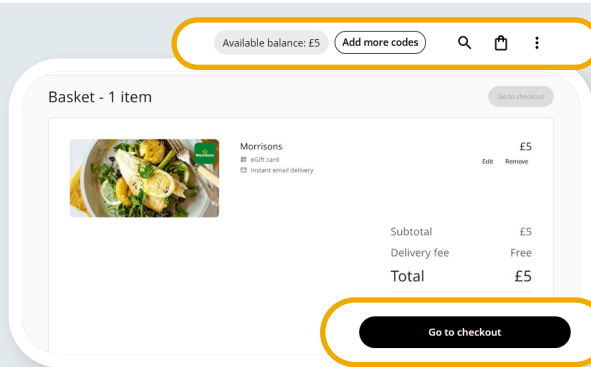 Available balance: £5 Add more codes
Basket - 1 item Go to checkout
Morrisons £5
eGift card Edit Remove
Instant email delivery
Morrisons
Subtotal £5
Delivery fee Free
Total £5
Go to checkout